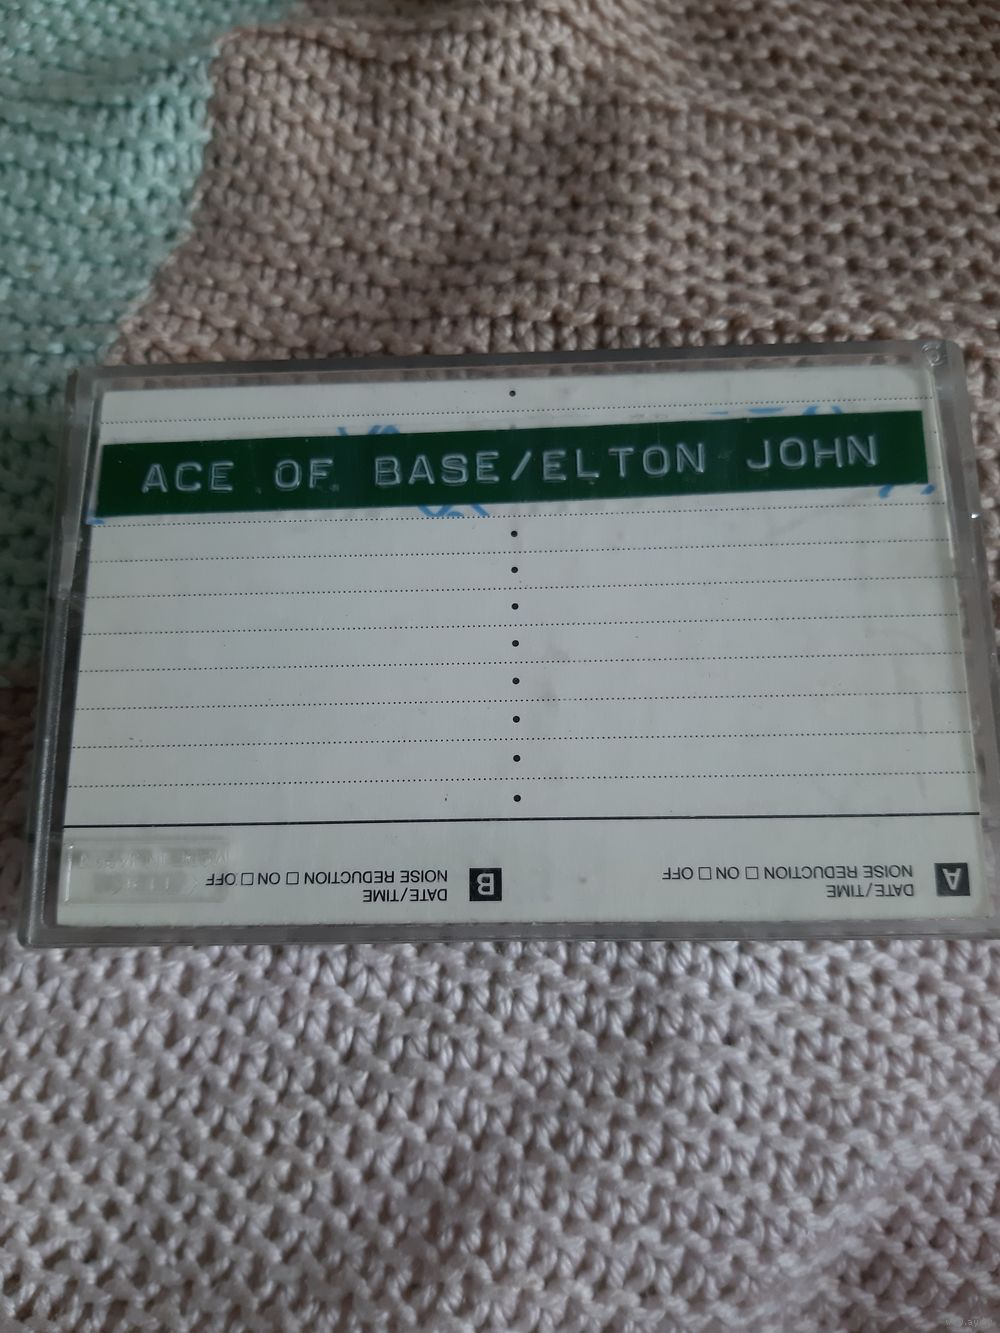 ACE OF BASE/ELTON JOHN
A
DATE/TIME
NOISE REDUCTION □ ON □ OFF
B
DATE/TIME
NOISE REDUCTION □ ON □ OFF